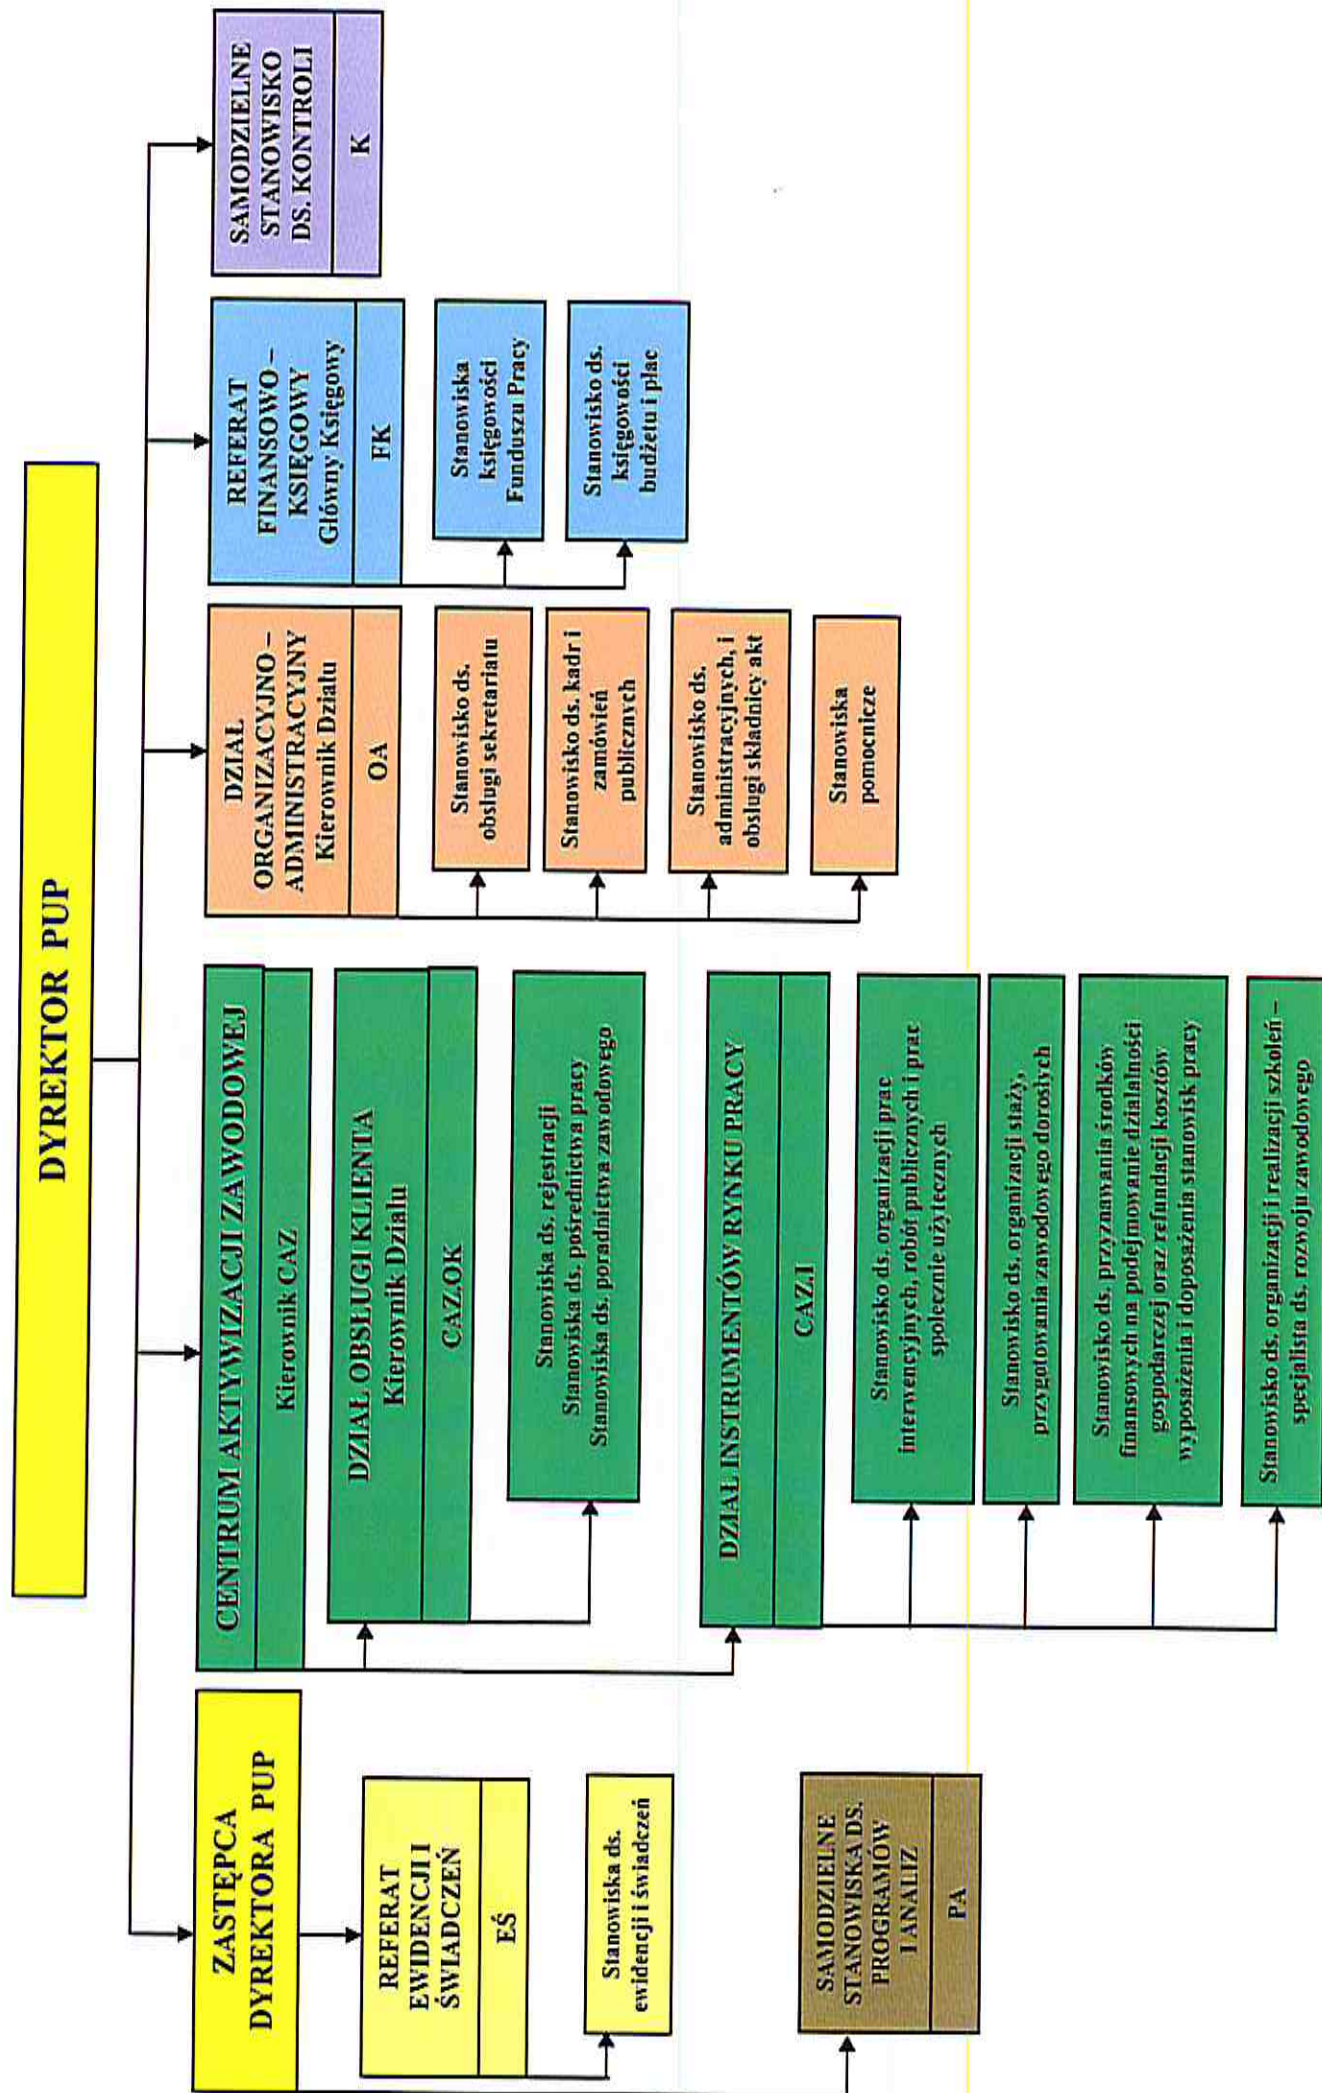 DYREKTOR PUP
ZASTĘPCA
DYREKTORA PUP
REFERAT
EWIDENCJI I
ŚWIADCZEŃ
EŚ
Stanowiska ds.
ewidencji i świadczeń
SAMODZIELNE
STANOWISKA DS.
PROGRAMÓW
I ANALIZ
PA
CENTRUM AKTYWIZACJI ZAWODOWEJ
Kierownik CAZ
DZIAŁ OBSŁUGI KLIENTA
Kierownik Działu
CAZ.OK
Stanowiska ds. rejestracji
Stanowiska ds. pośrednictwa pracy
Stanowiska ds. poradnictwa zawodowego
DZIAŁ INSTRUMENTÓW RYNKU PRACY
CAZ.I
Stanowisko ds. organizacji prac
interwencyjnych, robót publicznych i prac
społecznie użytecznych
Stanowisko ds. organizacji staży,
przygotowania zawodowego dorosłych
Stanowisko ds. przyznawania środków
finansowych na podejmowanie działalności
gospodarczej oraz refundacji kosztów
wyposażenia i doposażenia stanowisk pracy
Stanowisko ds. organizacji i realizacji szkoleń –
specjalista ds. rozwoju zawodowego
DZIAŁ
ORGANIZACYJNO –
ADMINISTRACYJNY
Kierownik Działu
OA
Stanowisko ds.
obsługi sekretariatu
Stanowisko ds. kadr i
zamówień
publicznych
Stanowisko ds.
administracyjnych, i
obsługi składnicy akt
Stanowiska
pomocnicze
REFERAT
FINANSOWO –
KSIĘGOWY
Główny Księgowy
FK
Stanowiska
księgowości
Funduszu Pracy
Stanowisko ds.
księgowości
budżetu i płac
SAMODZIELNE
STANOWISKO
DS. KONTROLI
K